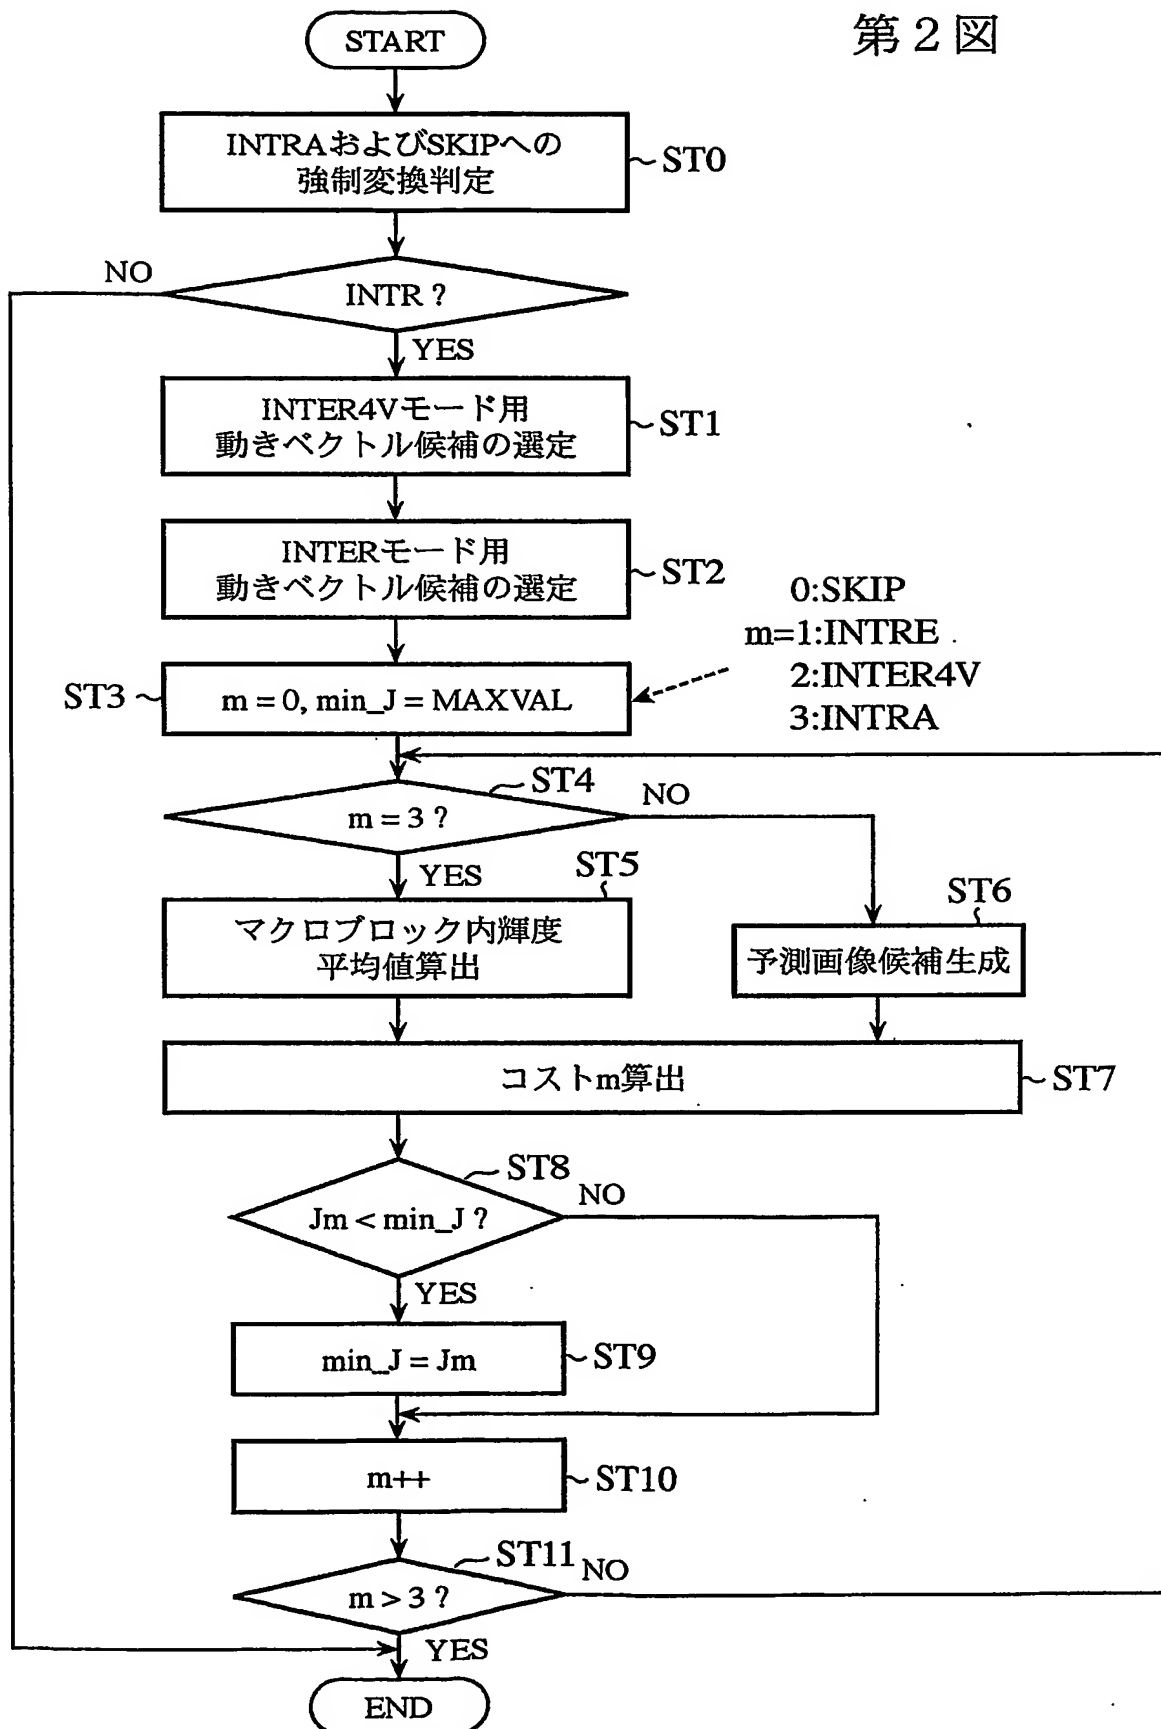 第2図
START
INTRAおよびSKIPへの
強制変換判定
ST0
NO
INTR ?
YES
INTER4Vモード用
動きベクトル候補の選定
ST1
INTERモード用
動きベクトル候補の選定
ST2
0:SKIP
m=1:INTRE
2:INTER4V
3:INTRA
ST3
m = 0, min_J = MAXVAL
ST4
m = 3 ?
NO
YES
ST5
マクロブロック内輝度
平均値算出
ST6
予測画像候補生成
コストm算出
ST7
ST8
Jm < min_J ?
NO
YES
min_J = Jm
ST9
m++
ST10
ST11
m > 3 ?
NO
YES
END